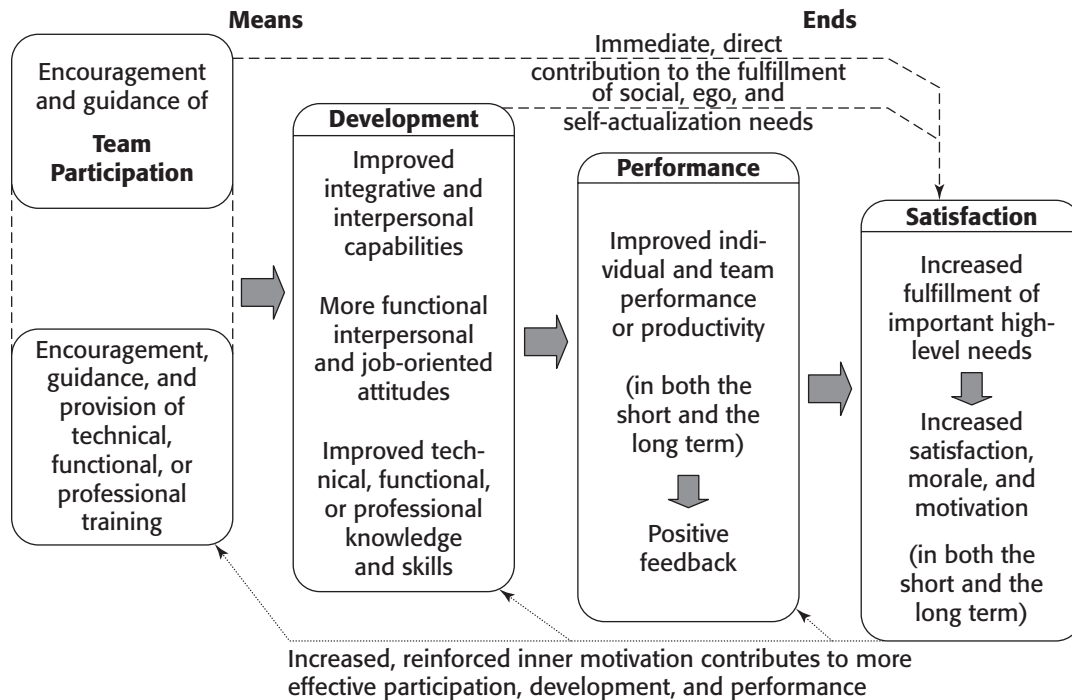 Means
Ends
Encouragement
and guidance of
Team
Participation
Encouragement,
guidance, and
provision of
technical,
functional, or
professional
training
Immediate, direct
contribution to the fulfillment
of social, ego, and
self-actualization needs
Development
Improved
integrative and
interpersonal
capabilities
More functional
interpersonal
and job-oriented
attitudes
Improved tech-
nical, functional,
or professional
knowledge
and skills
Performance
Improved indi-
vidual and team
performance
or productivity
(in both the
short and the
long term)
Positive
feedback
Satisfaction
Increased
fulfillment of
important high-
level needs
Increased
satisfaction,
morale, and
motivation
(in both the
short and the
long term)
Increased, reinforced inner motivation contributes to more
effective participation, development, and performance